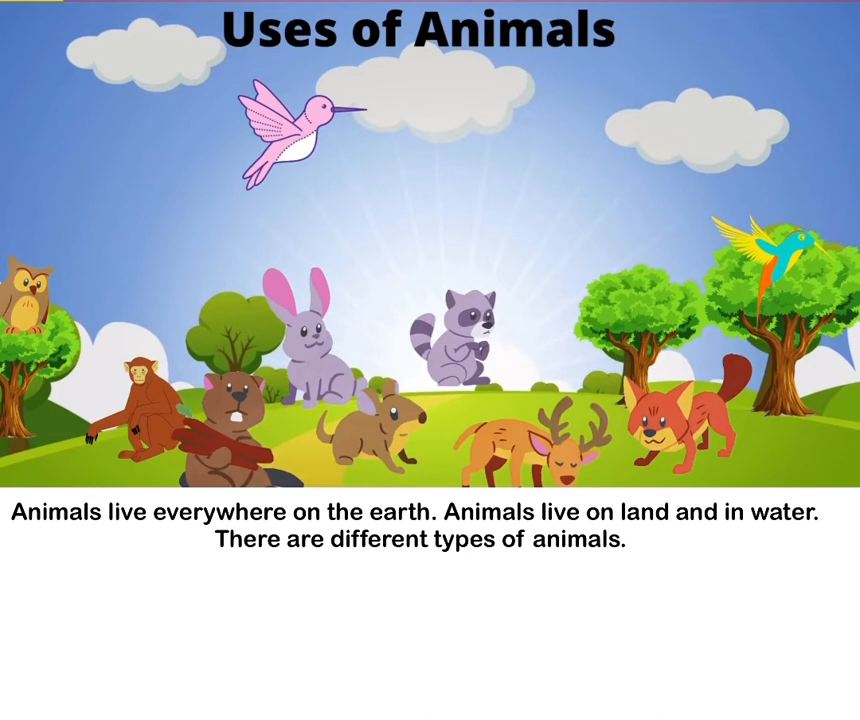 Uses of Animals
Animals live everywhere on the earth. Animals live on land and in water.
There are different types of animals.